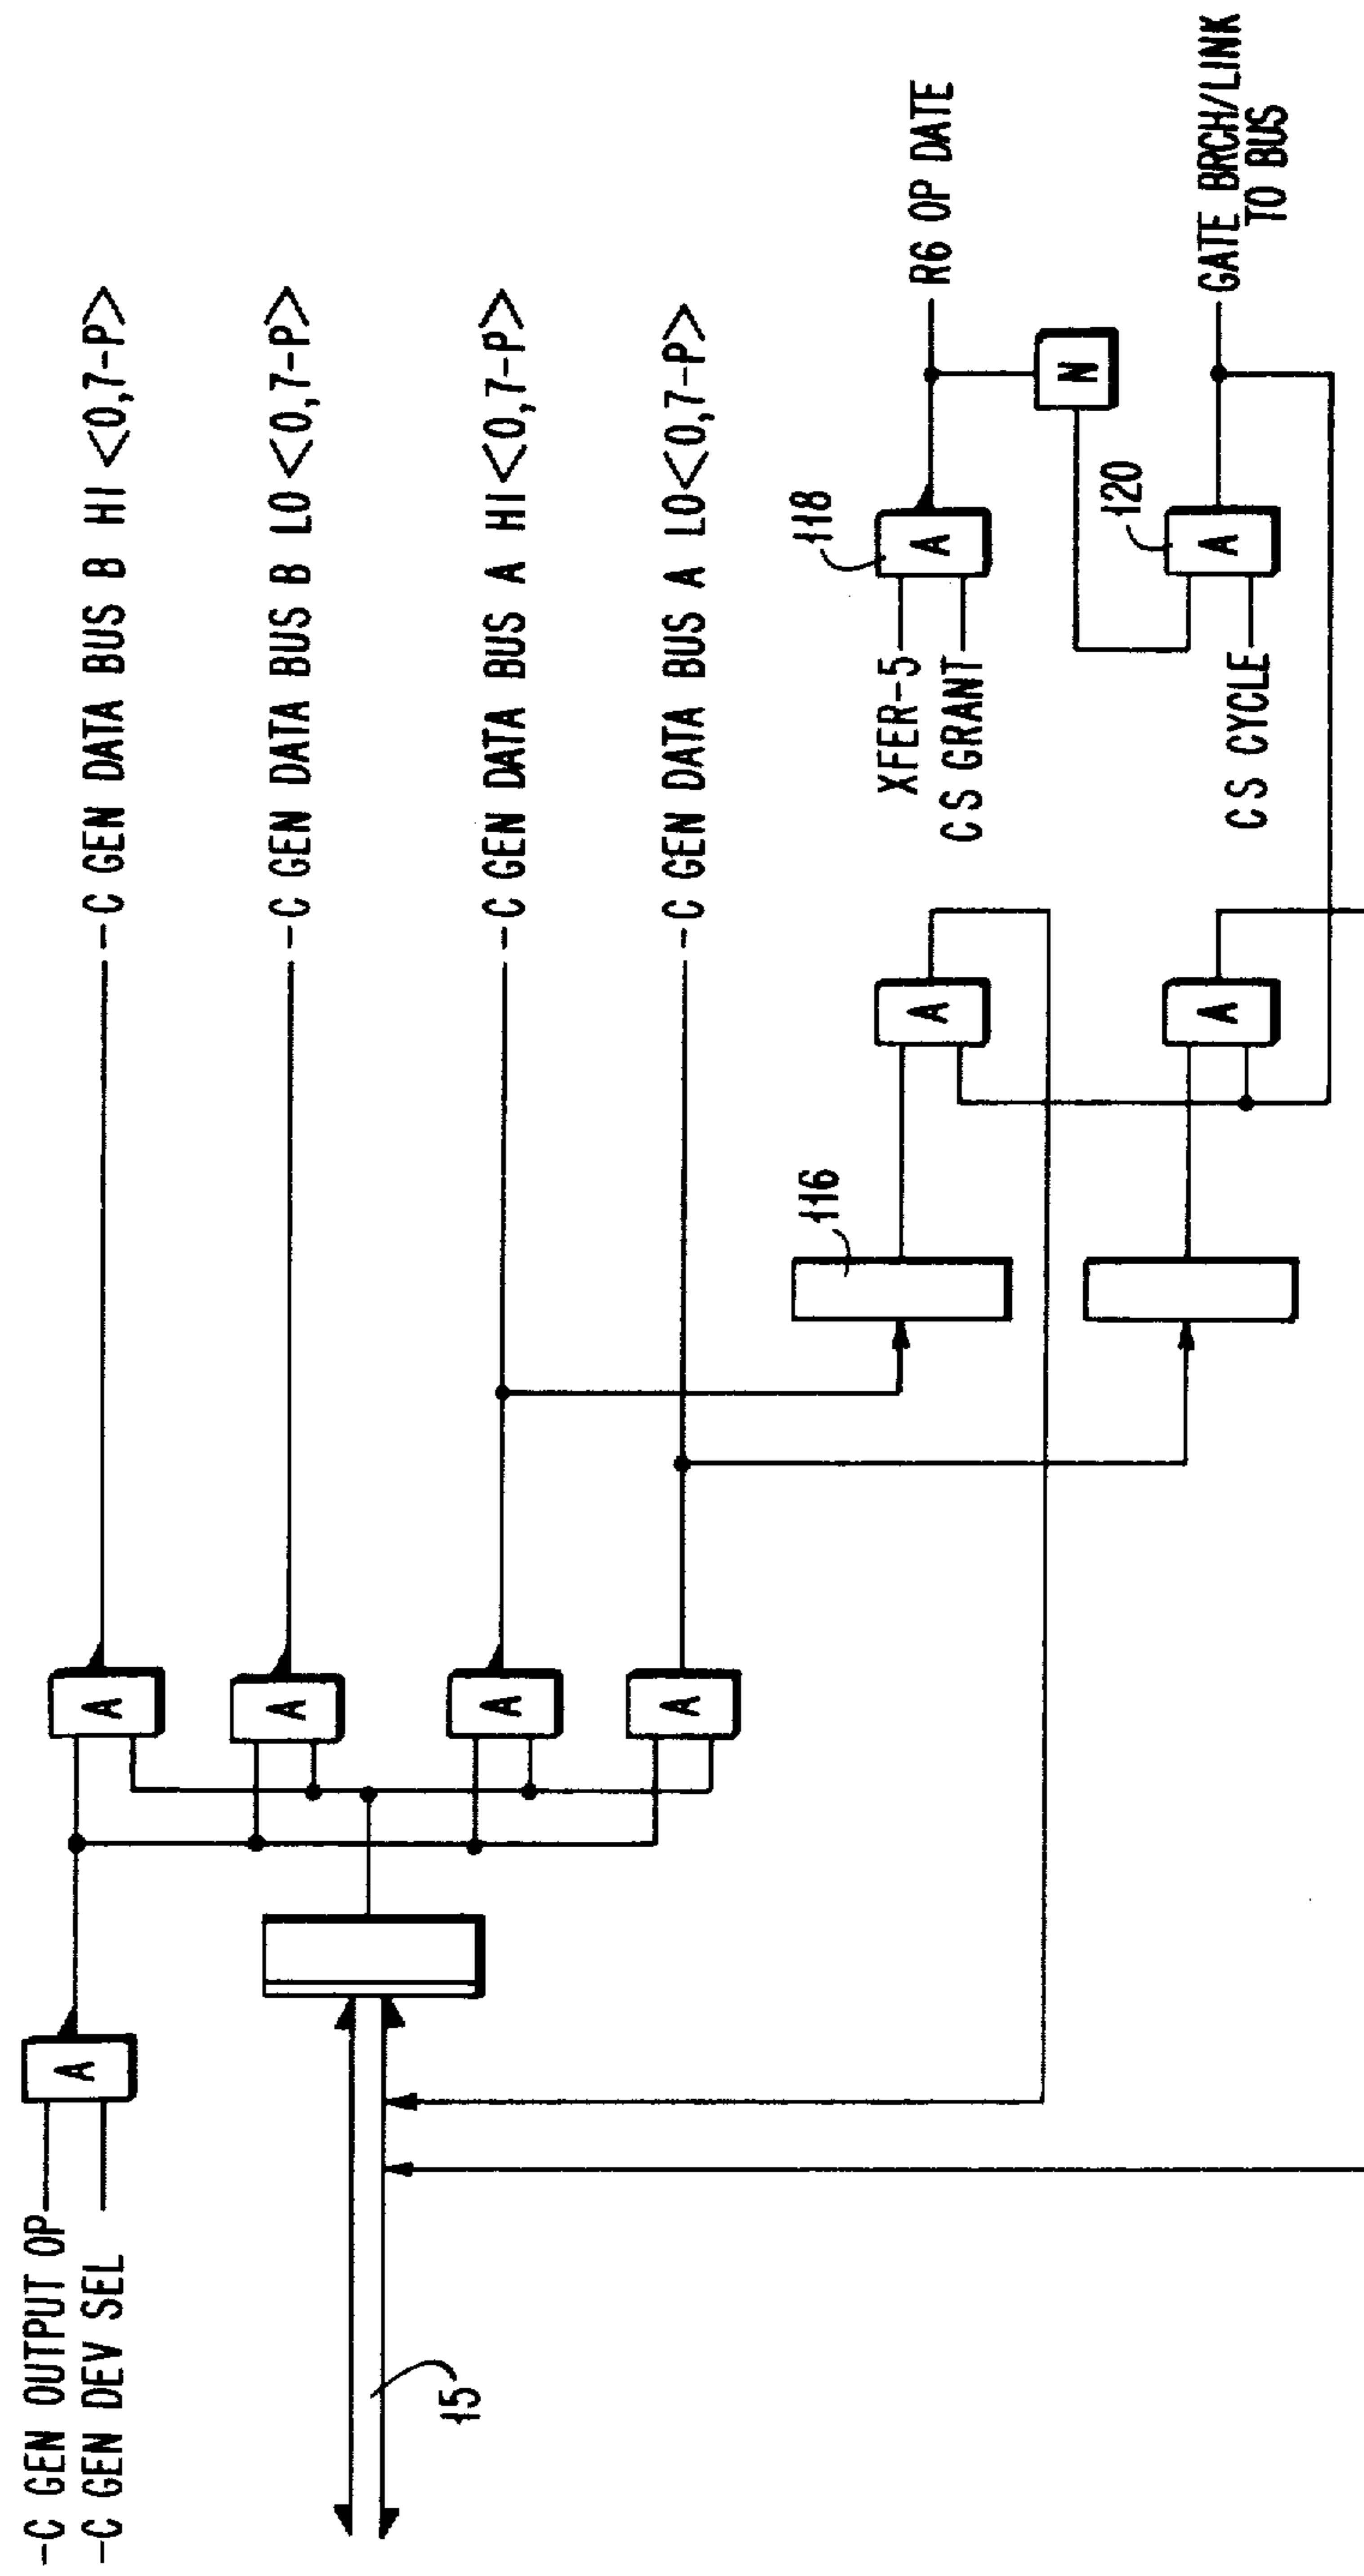 -C GEN OUTPUT OP
-C GEN DEV SEL
A
15
A
A
A
A
-C GEN DATA BUS B HI <0,7-P>
-C GEN DATA BUS B LO <0,7-P>
-C GEN DATA BUS A HI <0,7-P>
-C GEN DATA BUS A LO <0,7-P>
116
A
A
XFER-5
CS GRANT
118
A
R6 OP DATE
N
CS CYCLE
120
A
GATE BRCH/LINK
TO BUS